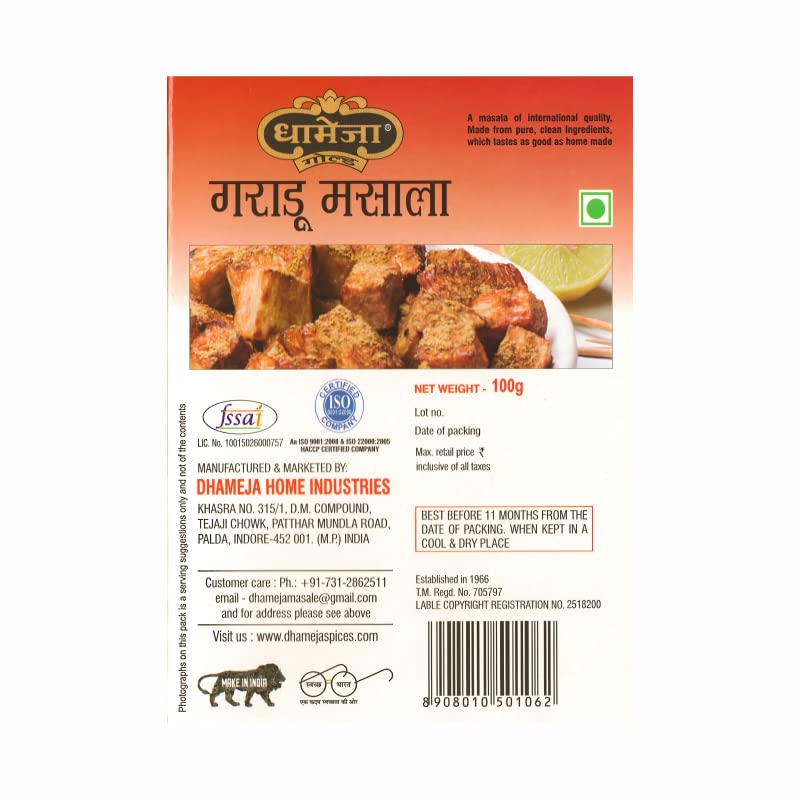 धामेजा®
गोल्ड
गराडू मसाला
A masala of international quality,
Made from pure, clean Ingredients,
which tastes as good as home made
fssai
LIC. No. 10015026000757
CERTIFIED
ISO
COMPANY
An ISO 9001:2008 & ISO 22000:2005
HACCP CERTIFIED COMPANY
MANUFACTURED & MARKETED BY:
DHAMEJA HOME INDUSTRIES
KHASRA NO. 315/1, D.M. COMPOUND,
TEJAJI CHOWK, PATTHAR MUNDLA ROAD,
PALDA, INDORE-452 001. (M.P.) INDIA
Customer care : Ph.: +91-731-2862511
email - dhamejamasale@gmail.com
and for address please see above
Visit us : www.dhamejaspices.com
MAKE IN INDIA
स्वच्छ भारत
एक कदम स्वच्छता की ओर
NET WEIGHT - 100g
Lot no.
Date of packing
Max. retail price ₹
inclusive of all taxes
BEST BEFORE 11 MONTHS FROM THE
DATE OF PACKING. WHEN KEPT IN A
COOL & DRY PLACE
Established in 1966
T.M. Regd. No. 705797
LABLE COPYRIGHT REGISTRATION NO. 2518200
8 908010 501062
Photographs on this pack is a serving suggestions only and not of the contents